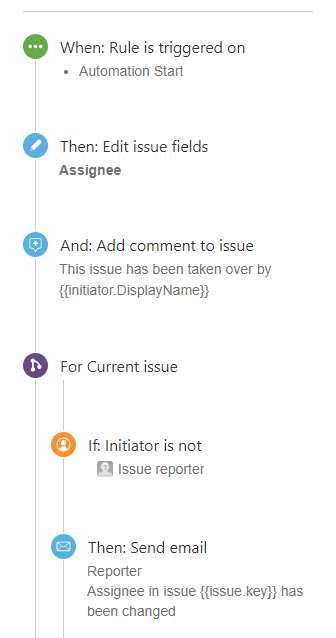 When: Rule is triggered on
• Automation Start
Then: Edit issue fields
Assignee
And: Add comment to issue
This issue has been taken over by
{{initiator.DisplayName}}
For Current issue
If: Initiator is not
Issue reporter
Then: Send email
Reporter
Assignee in issue {{issue.key}} has
been changed